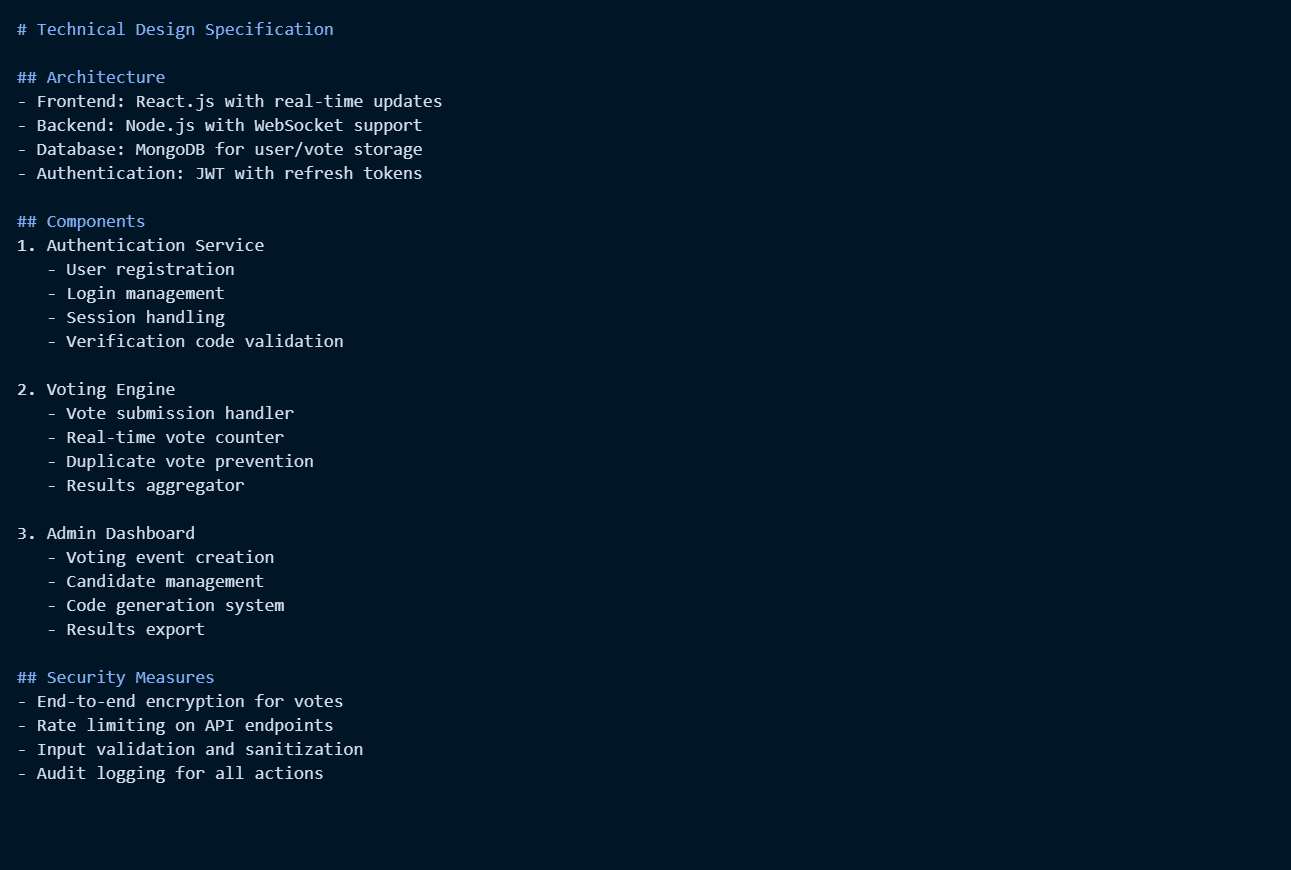 # Technical Design Specification
## Architecture
- Frontend: React.js with real-time updates
- Backend: Node.js with WebSocket support
- Database: MongoDB for user/vote storage
- Authentication: JWT with refresh tokens
## Components
1. Authentication Service
- User registration
- Login management
- Session handling
- Verification code validation
2. Voting Engine
- Vote submission handler
- Real-time vote counter
- Duplicate vote prevention
- Results aggregator
3. Admin Dashboard
- Voting event creation
- Candidate management
- Code generation system
- Results export
## Security Measures
- End-to-end encryption for votes
- Rate limiting on API endpoints
- Input validation and sanitization
- Audit logging for all actions